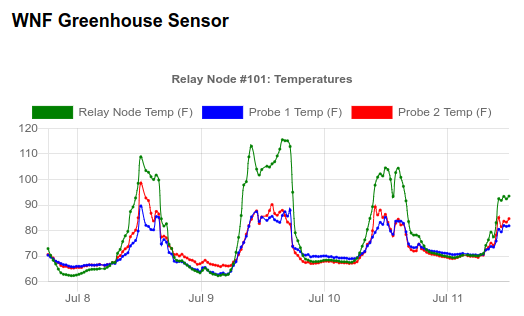 WNF Greenhouse Sensor
Relay Node #101: Temperatures
Relay Node Temp (F) Probe 1 Temp (F) Probe 2 Temp (F)
120
110
100
90
80
70
60
Jul 8 Jul 9 Jul 10 Jul 11